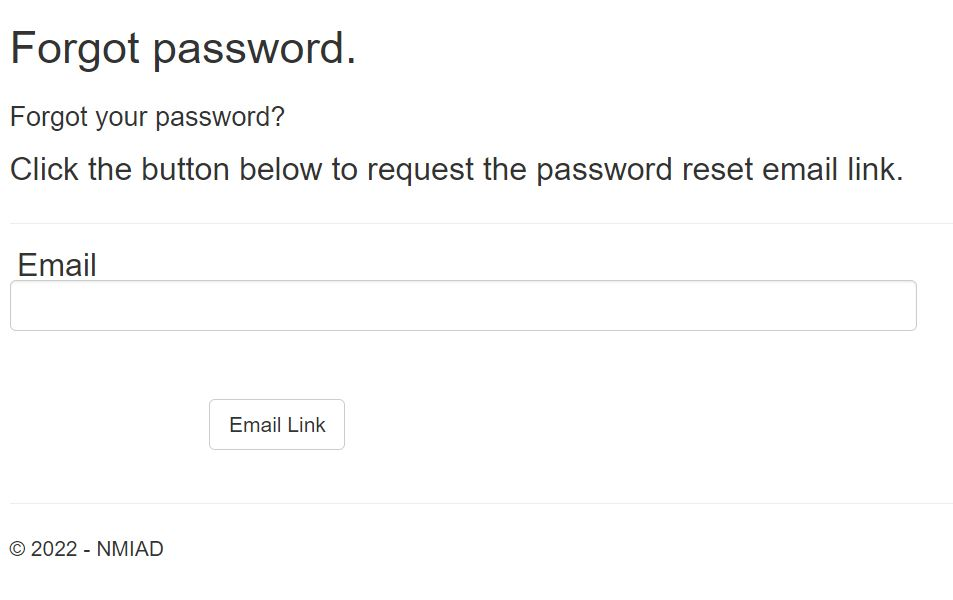 Forgot password.
Forgot your password?
Click the button below to request the password reset email link.
Email
Email Link
© 2022 - NMIAD